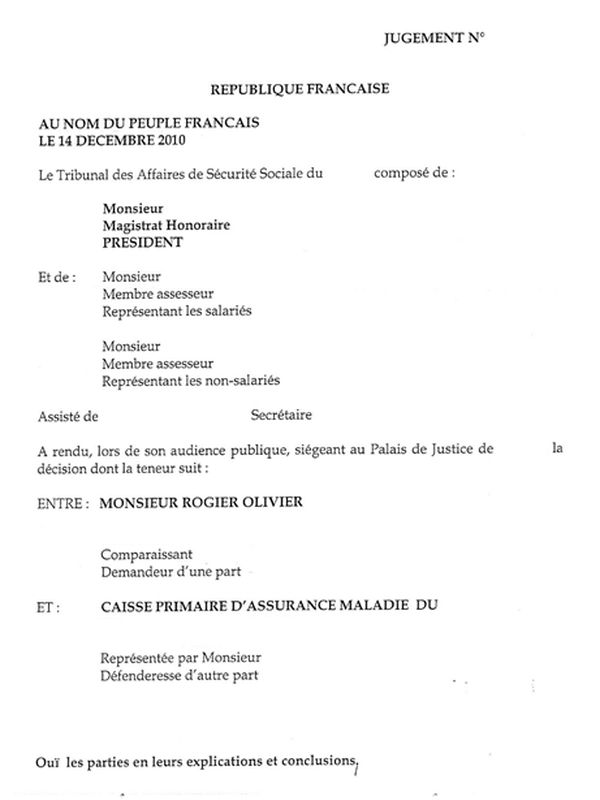 JUGEMENT N°
REPUBLIQUE FRANCAISE
AU NOM DU PEUPLE FRANCAIS
LE 14 DECEMBRE 2010
Le Tribunal des Affaires de Sécurité Sociale du composé de :
Monsieur
Magistrat Honoraire
PRESIDENT
Et de : Monsieur
Membre assesseur
Représentant les salariés
Monsieur
Membre assesseur
Représentant les non-salariés
Assisté de Secrétaire
A rendu, lors de son audience publique, siégeant au Palais de Justice de la
décision dont la teneur suit :
ENTRE : MONSIEUR ROGIER OLIVIER
Comparaissant
Demandeur d'une part
ET : CAISSE PRIMAIRE D'ASSURANCE MALADIE DU
Représentée par Monsieur
Défenderesse d'autre part
Ouï les parties en leurs explications et conclusions,